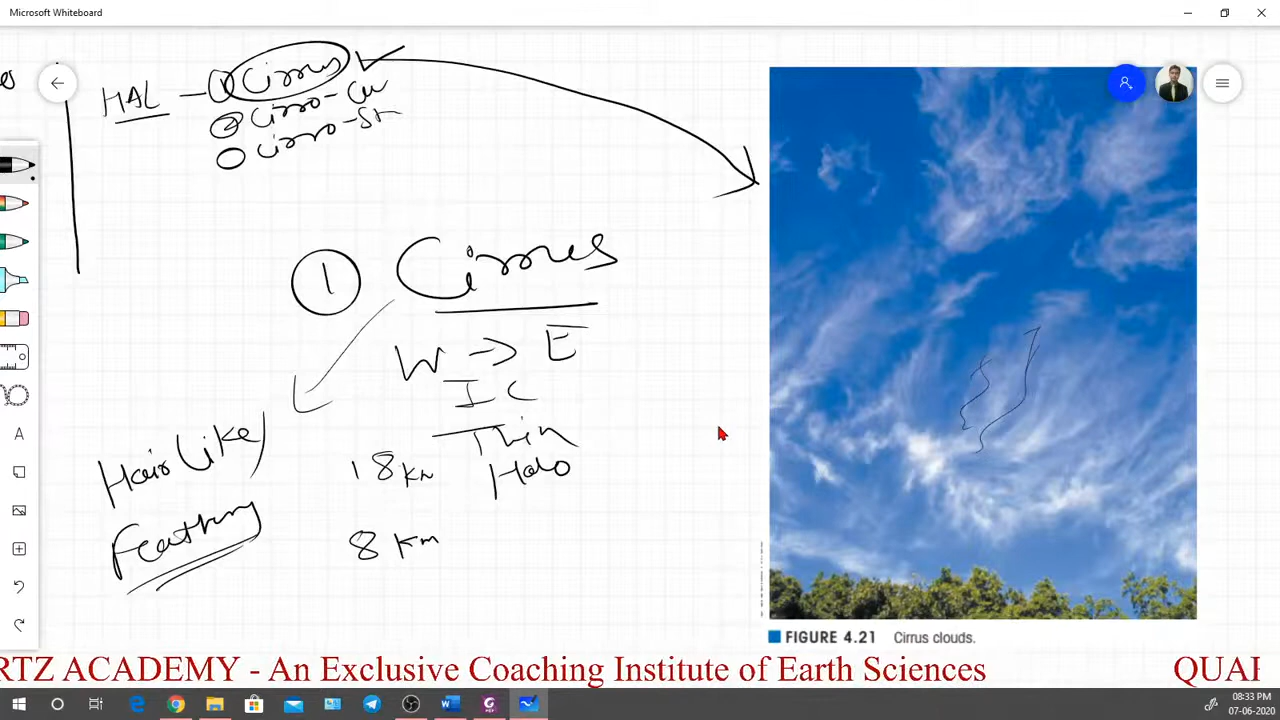 Microsoft Whiteboard
HAL - ① Cirrus
② Cirro-Cu
Cirro-St
① Cirrus
W → E
I C
Thin
Halo
Hair like
Feathery
18 km
8 km
FIGURE 4.21 Cirrus clouds.
RTZ ACADEMY - An Exclusive Coaching Institute of Earth Sciences QUAI
08:33 PM
07-06-2020